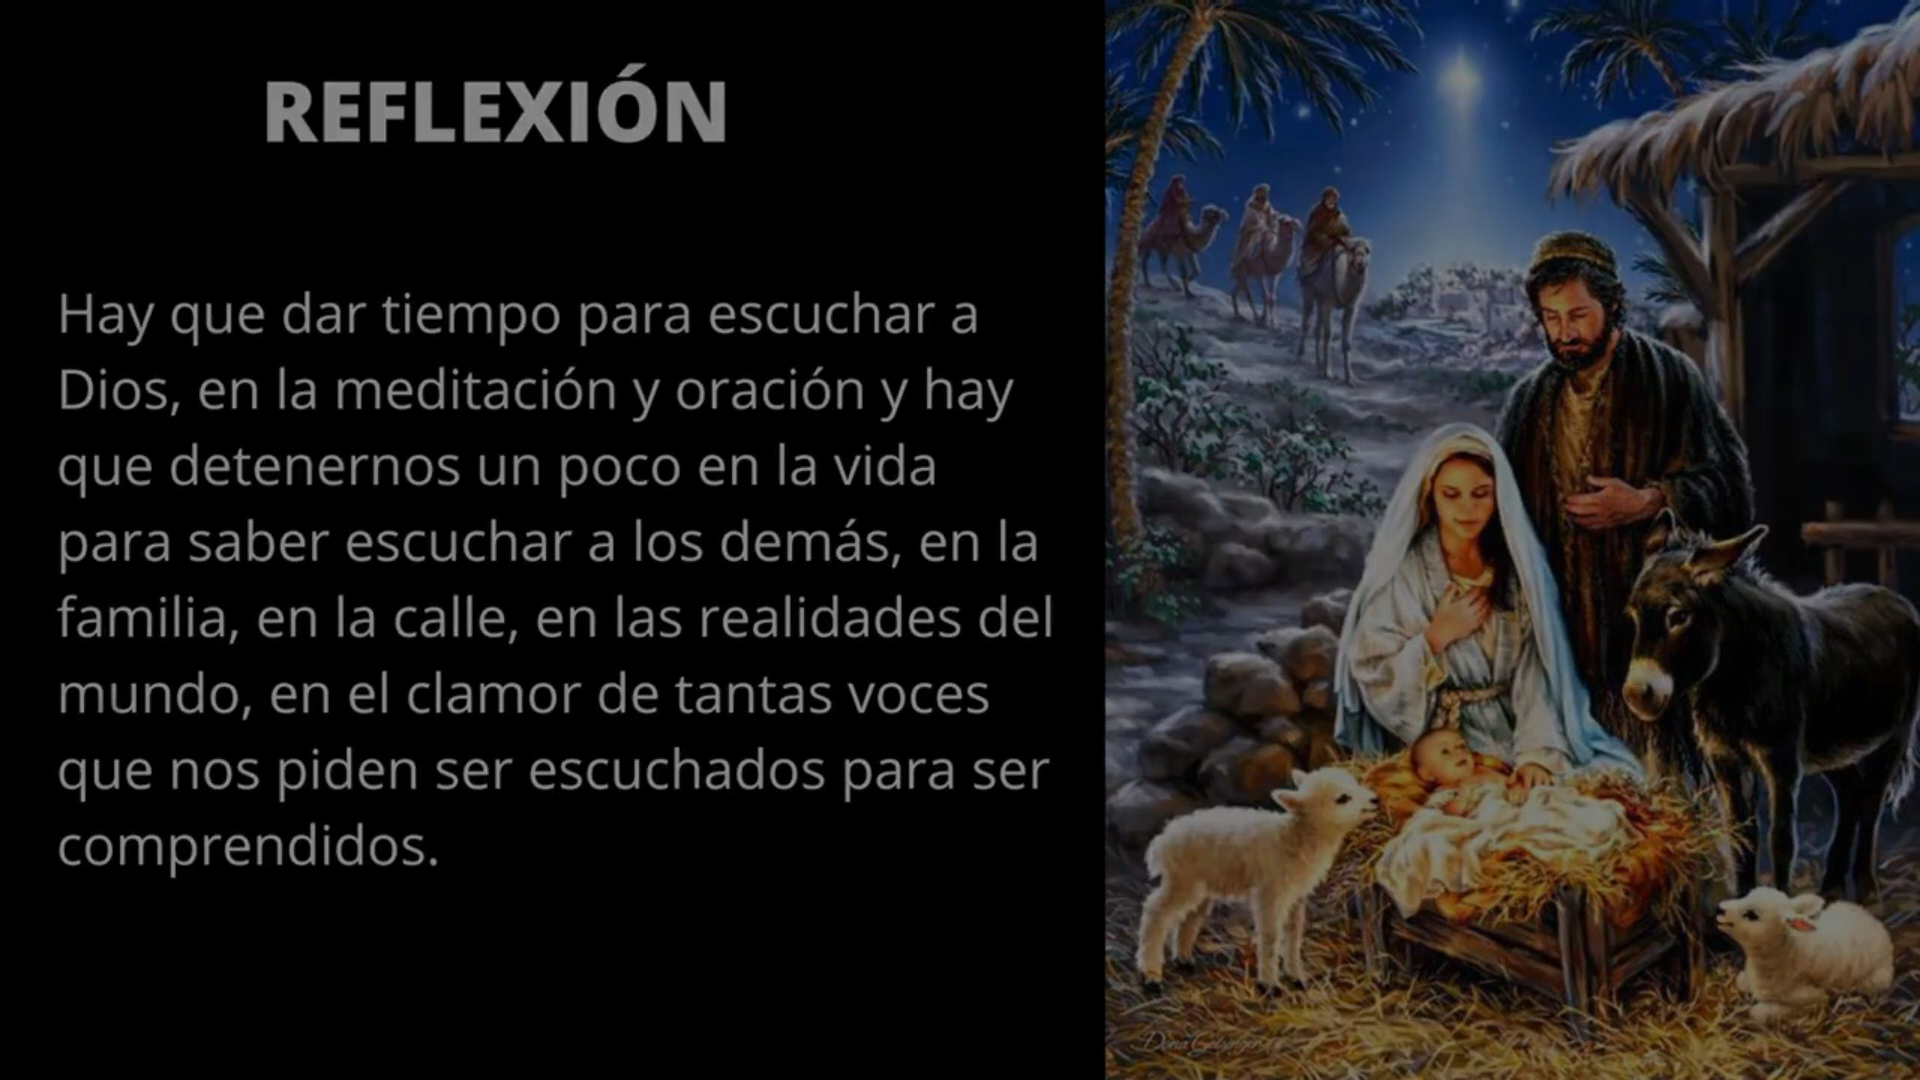 REFLEXIÓN
Hay que dar tiempo para escuchar a
Dios, en la meditación y oración y hay
que detenernos un poco en la vida
para saber escuchar a los demás, en la
familia, en la calle, en las realidades del
mundo, en el clamor de tantas voces
que nos piden ser escuchados para ser
comprendidos.